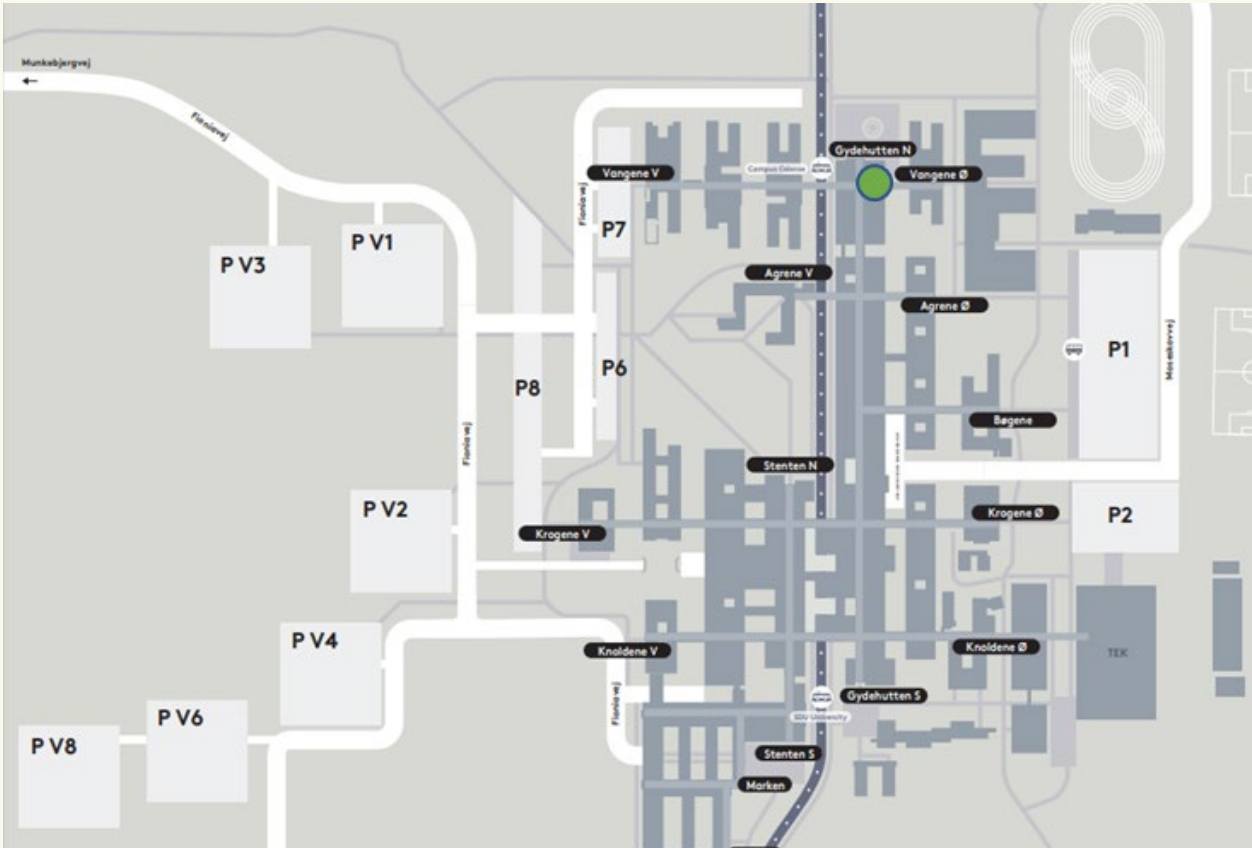 Munkebjergvej
Fioniavej
Gydehutten N
Campus Odense
Vangene V
Vangene Ø
Fioniavej
P7
P V1
P V3
Agrene V
Agrene Ø
P1
Moseskovvej
P6
P8
Bøgene
Fioniavej
Stenten N
P V2
Krogene V
Krogene Ø
P2
P V4
Knoldene V
Knoldene Ø
TEK
Fioniavej
Gydehutten S
SDU University
P V6
P V8
Stenten S
Marken